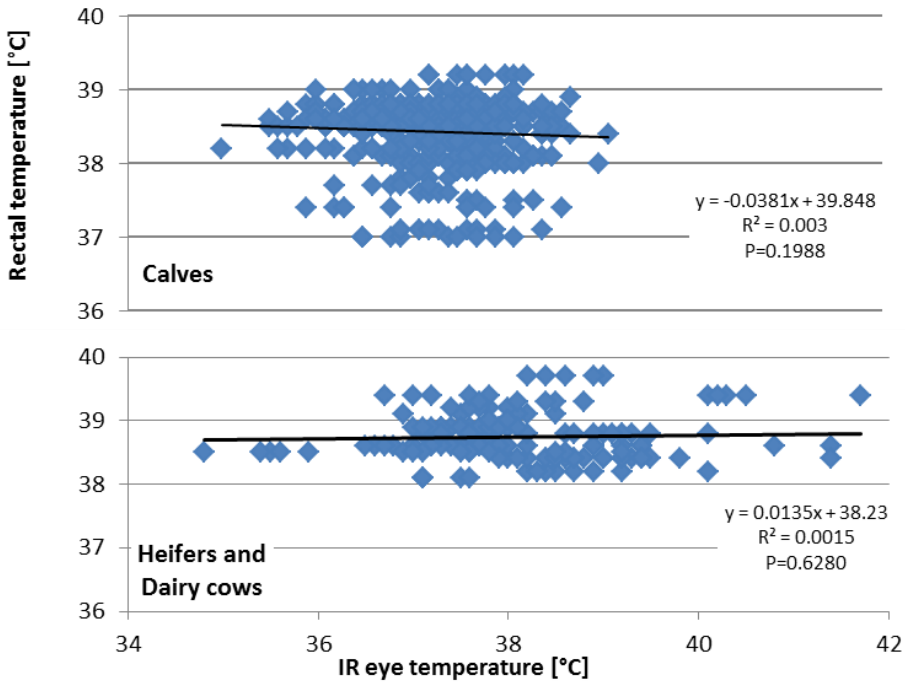 Rectal temperature [°C]
40
39
38
37
36
y = -0.0381x + 39.848
R² = 0.003
P=0.1988
Calves
40
39
38
37
36
y = 0.0135x + 38.23
R² = 0.0015
P=0.6280
Heifers and
Dairy cows
34 36 38 40 42
IR eye temperature [°C]